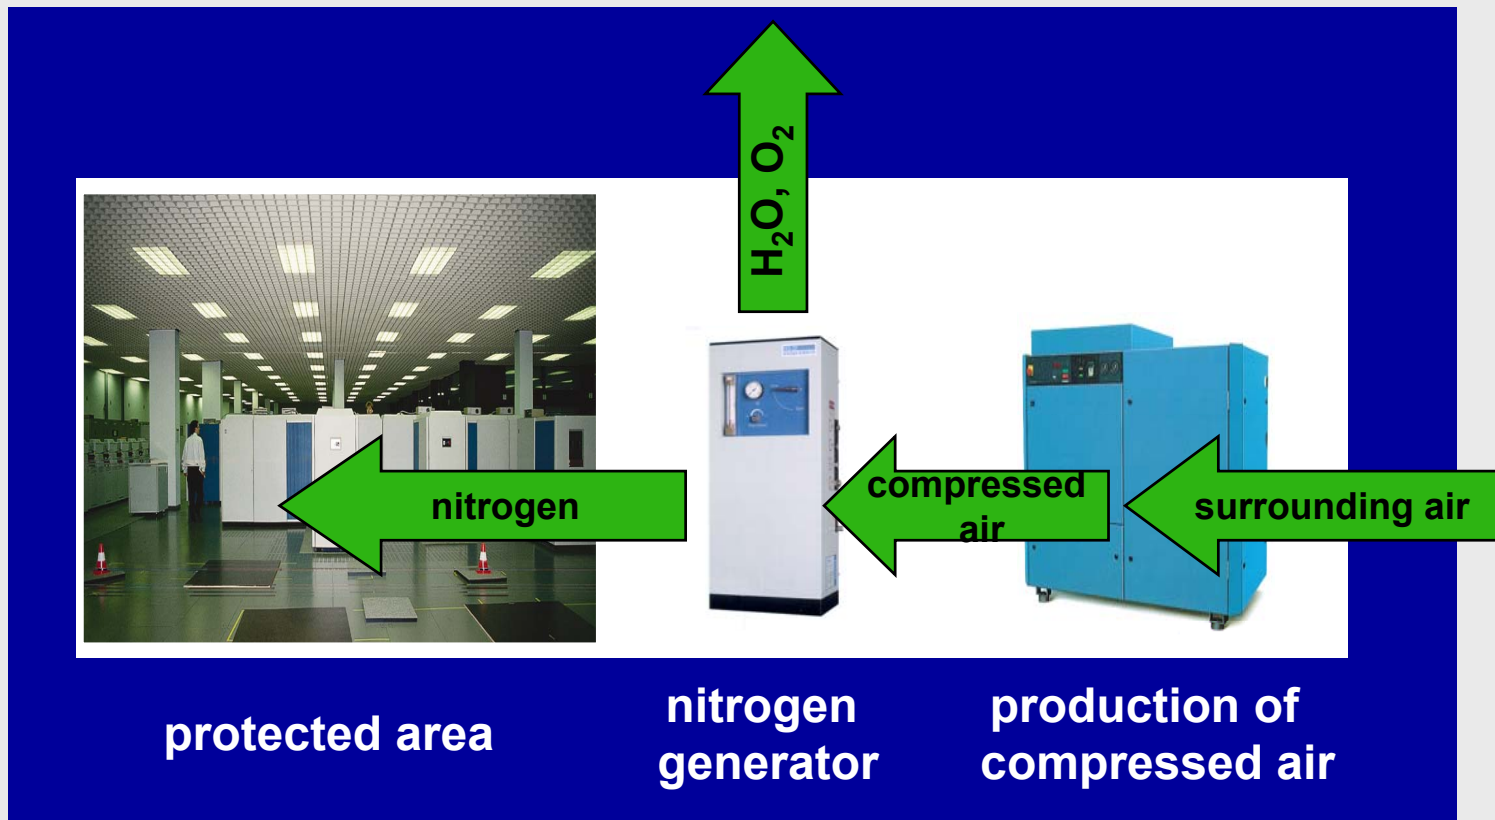 H₂O, O₂
nitrogen
compressed
air
surrounding air
protected area
nitrogen
generator
production of
compressed air